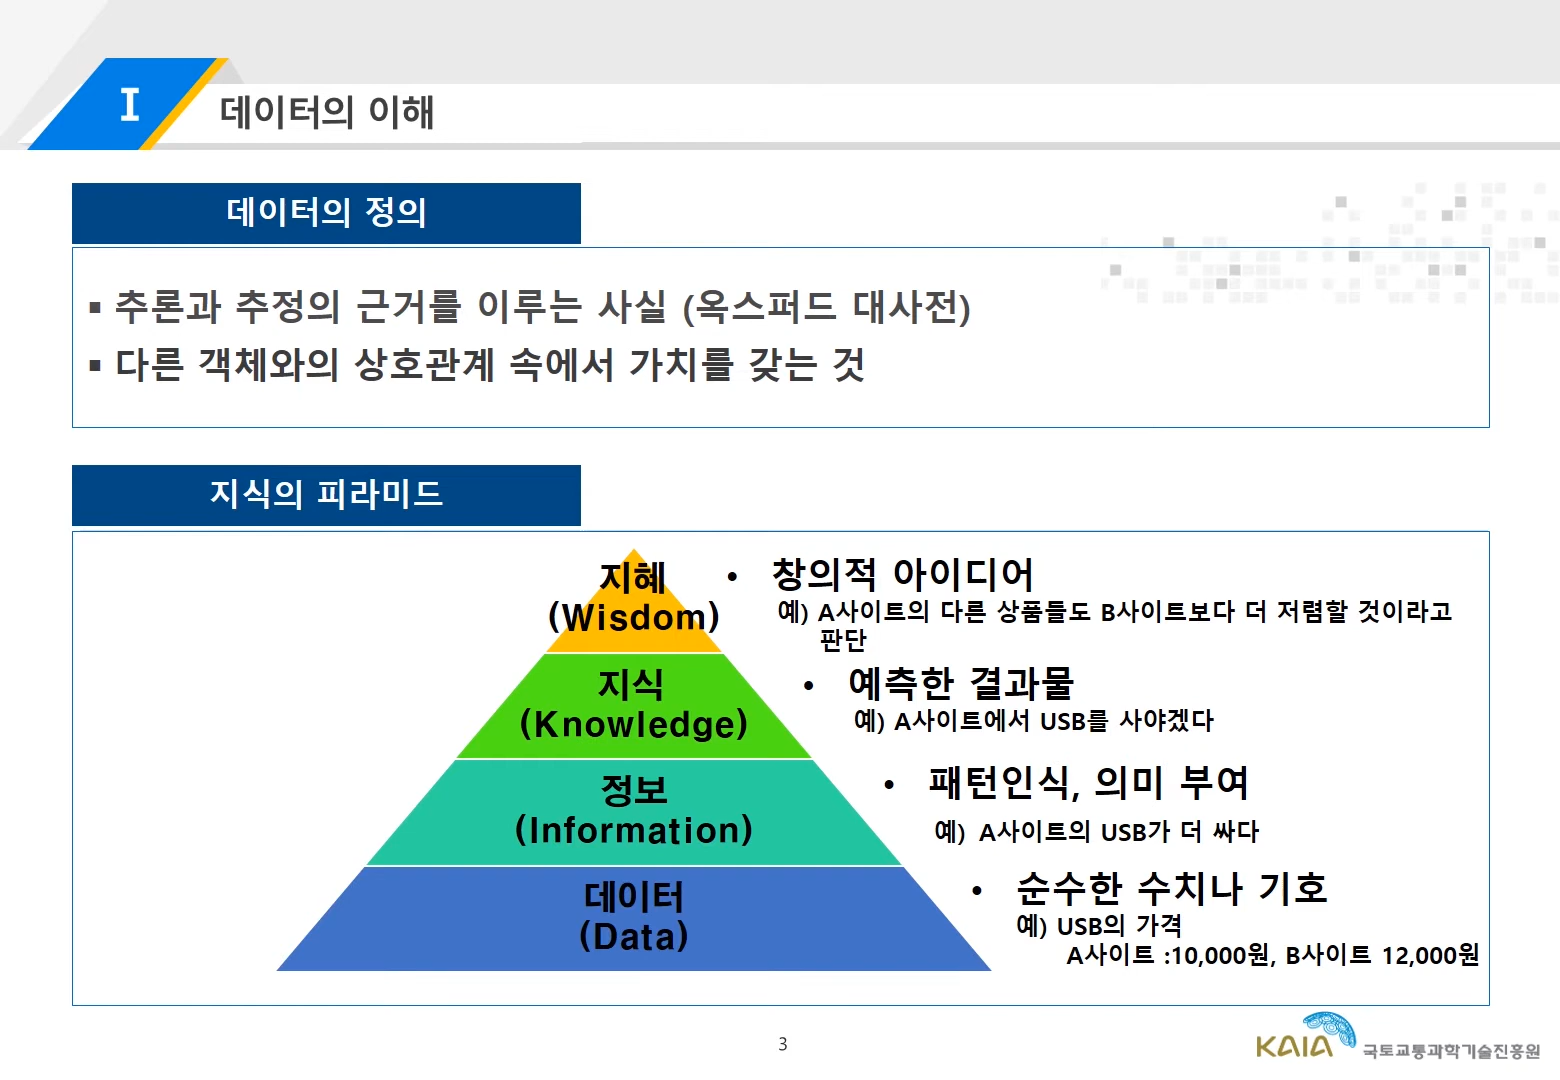 I
데이터의 이해
데이터의 정의
▪ 추론과 추정의 근거를 이루는 사실 (옥스퍼드 대사전)
▪ 다른 객체와의 상호관계 속에서 가치를 갖는 것
지식의 피라미드
지혜
(Wisdom)
• 창의적 아이디어
예) A사이트의 다른 상품들도 B사이트보다 더 저렴할 것이라고
판단
지식
(Knowledge)
• 예측한 결과물
예) A사이트에서 USB를 사야겠다
정보
(Information)
• 패턴인식, 의미 부여
예) A사이트의 USB가 더 싸다
데이터
(Data)
• 순수한 수치나 기호
예) USB의 가격
A사이트 :10,000원, B사이트 12,000원
3
KAIA 국토교통과학기술진흥원